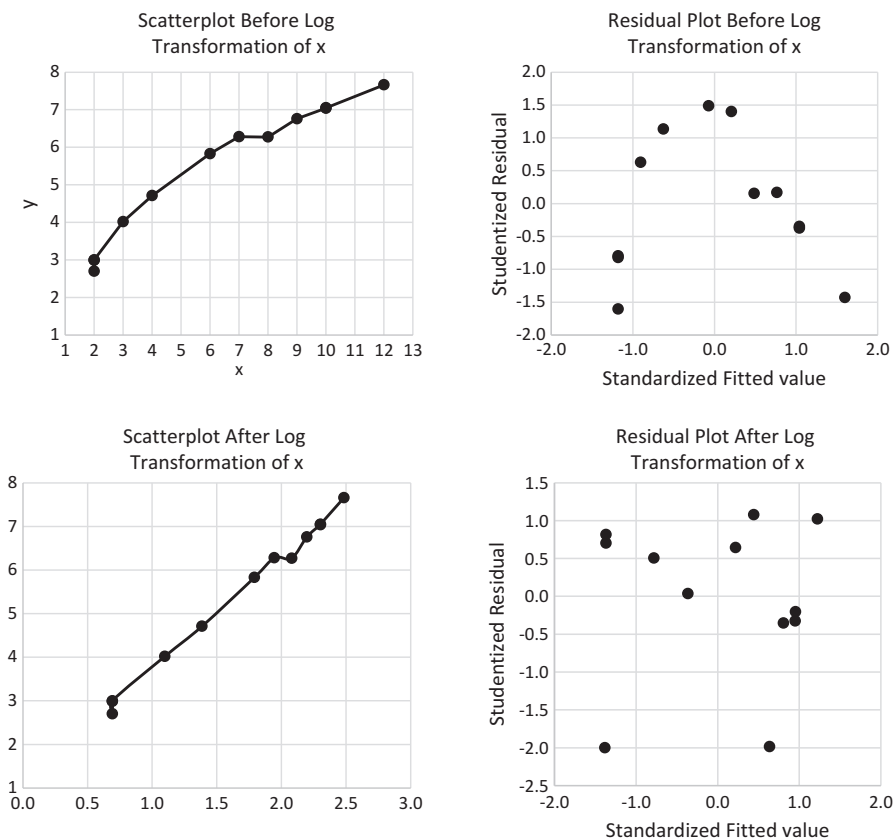 Scatterplot Before Log
Transformation of x
8
7
6
5
4
3
2
1
y
1 2 3 4 5 6 7 8 9 10 11 12 13
x
Residual Plot Before Log
Transformation of x
2.0
1.5
1.0
0.5
0.0
-0.5
-1.0
-1.5
-2.0
Studentized Residual
-2.0 -1.0 0.0 1.0 2.0
Standardized Fitted value
Scatterplot After Log
Transformation of x
8
7
6
5
4
3
2
1
0.0 0.5 1.0 1.5 2.0 2.5 3.0
Residual Plot After Log
Transformation of x
1.5
1.0
0.5
0.0
-0.5
-1.0
-1.5
-2.0
-2.5
Studentized Residual
-2.0 -1.0 0.0 1.0 2.0
Standardized Fitted value